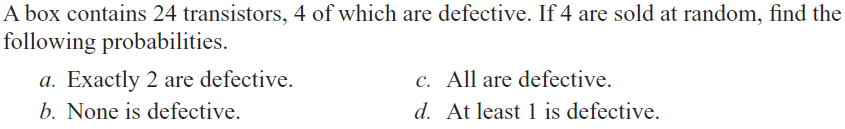 A box contains 24 transistors, 4 of which are defective. If 4 are sold at random, find the
following probabilities.
a. Exactly 2 are defective.
c. All are defective.
b. None is defective.
d. At least 1 is defective.